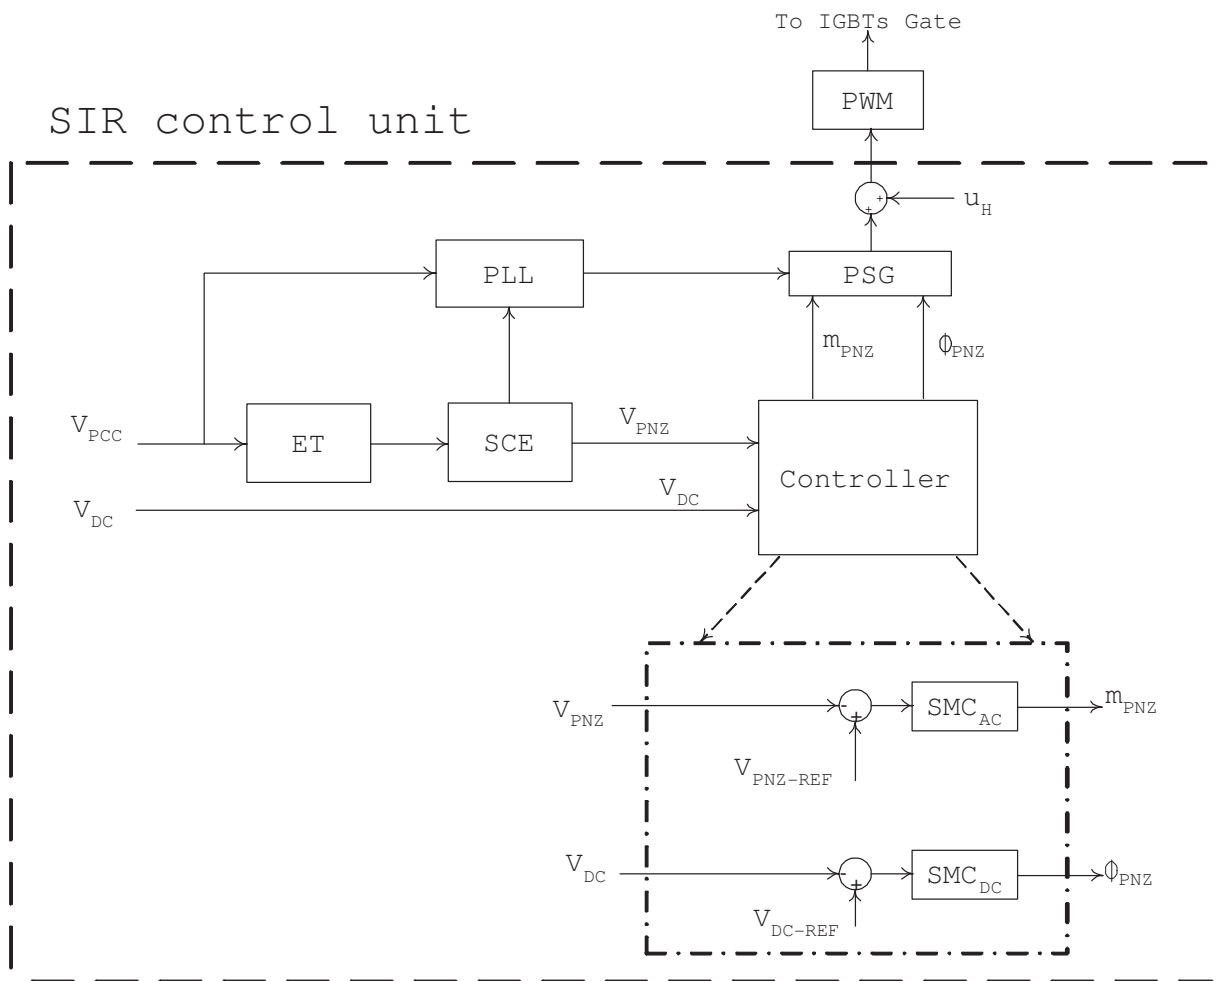 To IGBTs Gate
PWM
SIR control unit
+
+
u_H
PLL
PSG
m_PNZ
ϕ_PNZ
V_PCC
ET
SCE
V_PNZ
Controller
V_DC
V_DC
V_PNZ
-
+
SMC_AC
m_PNZ
V_PNZ-REF
V_DC
-
+
SMC_DC
ϕ_PNZ
V_DC-REF